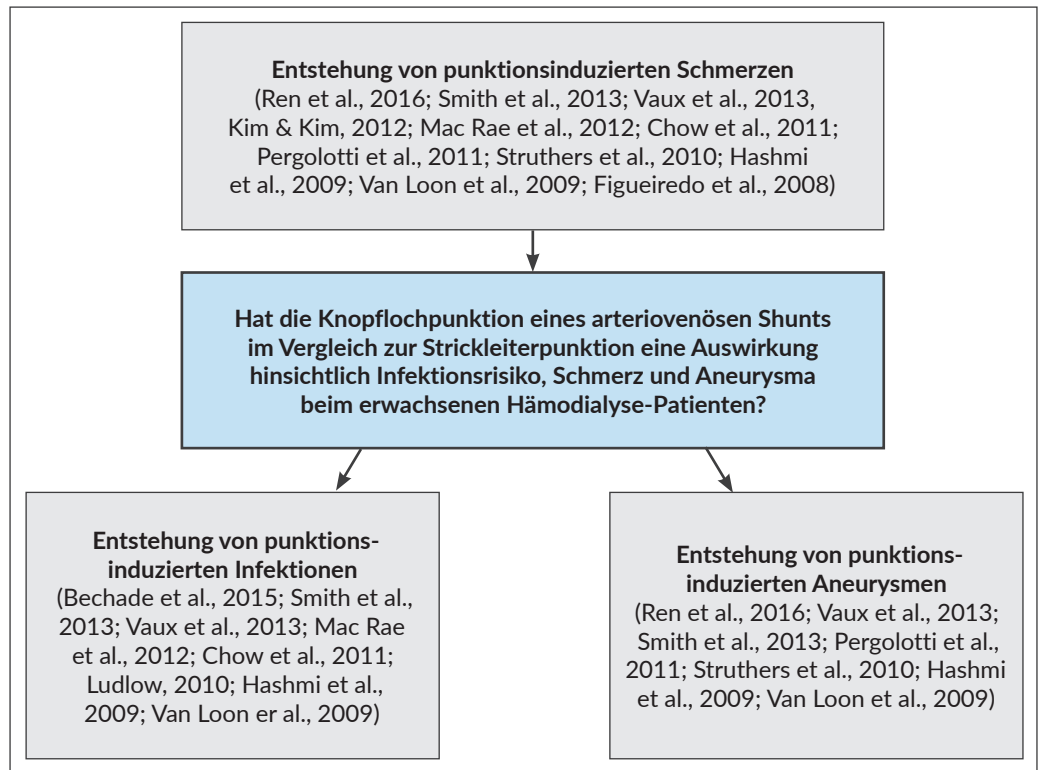 Entstehung von punktionsinduzierten Schmerzen
(Ren et al., 2016; Smith et al., 2013; Vaux et al., 2013,
Kim & Kim, 2012; Mac Rae et al., 2012; Chow et al., 2011;
Pergolotti et al., 2011; Struthers et al., 2010; Hashmi
et al., 2009; Van Loon et al., 2009; Figueiredo et al., 2008)
Hat die Knopflochpunktion eines arteriovenösen Shunts
im Vergleich zur Strickleiterpunktion eine Auswirkung
hinsichtlich Infektionsrisiko, Schmerz und Aneurysma
beim erwachsenen Hämodialyse-Patienten?
Entstehung von punktions-
induzierten Infektionen
(Bechade et al., 2015; Smith et al.,
2013; Vaux et al., 2013; Mac Rae
et al., 2012; Chow et al., 2011;
Ludlow, 2010; Hashmi et al.,
2009; Van Loon er al., 2009)
Entstehung von punktions-
induzierten Aneurysmen
(Ren et al., 2016; Vaux et al., 2013;
Smith et al., 2013; Pergolotti et al.,
2011; Struthers et al., 2010; Hashmi
et al., 2009; Van Loon et al., 2009)